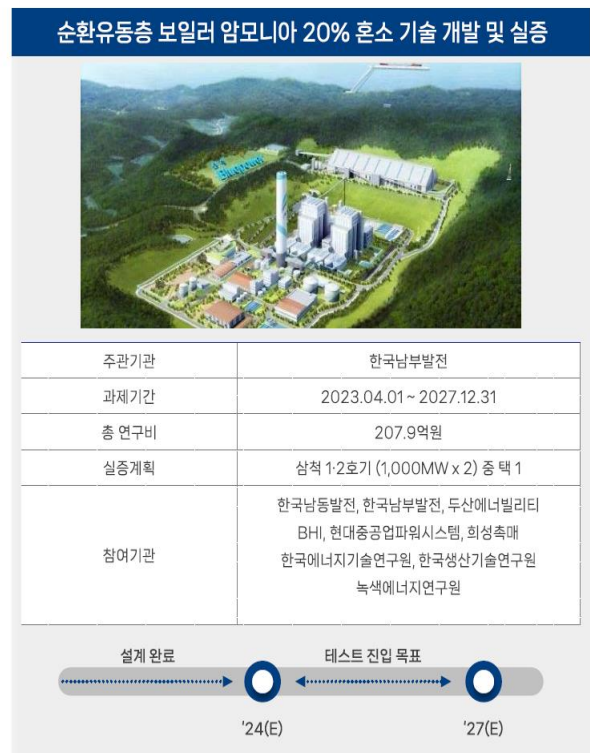 순환유동층 보일러 암모니아 20% 혼소 기술 개발 및 실증
Bluepower
주관기관 한국남부발전
과제기간 2023.04.01 ~ 2027.12.31
총 연구비 207.9억원
실증계획 삼척 1·2호기 (1,000MW x 2) 중 택 1
참여기관
한국남동발전, 한국남부발전, 두산에너빌리티
BHI, 현대중공업파워시스템, 희성촉매
한국에너지기술연구원, 한국생산기술연구원
녹색에너지연구원
설계 완료 테스트 진입 목표
'24(E) '27(E)